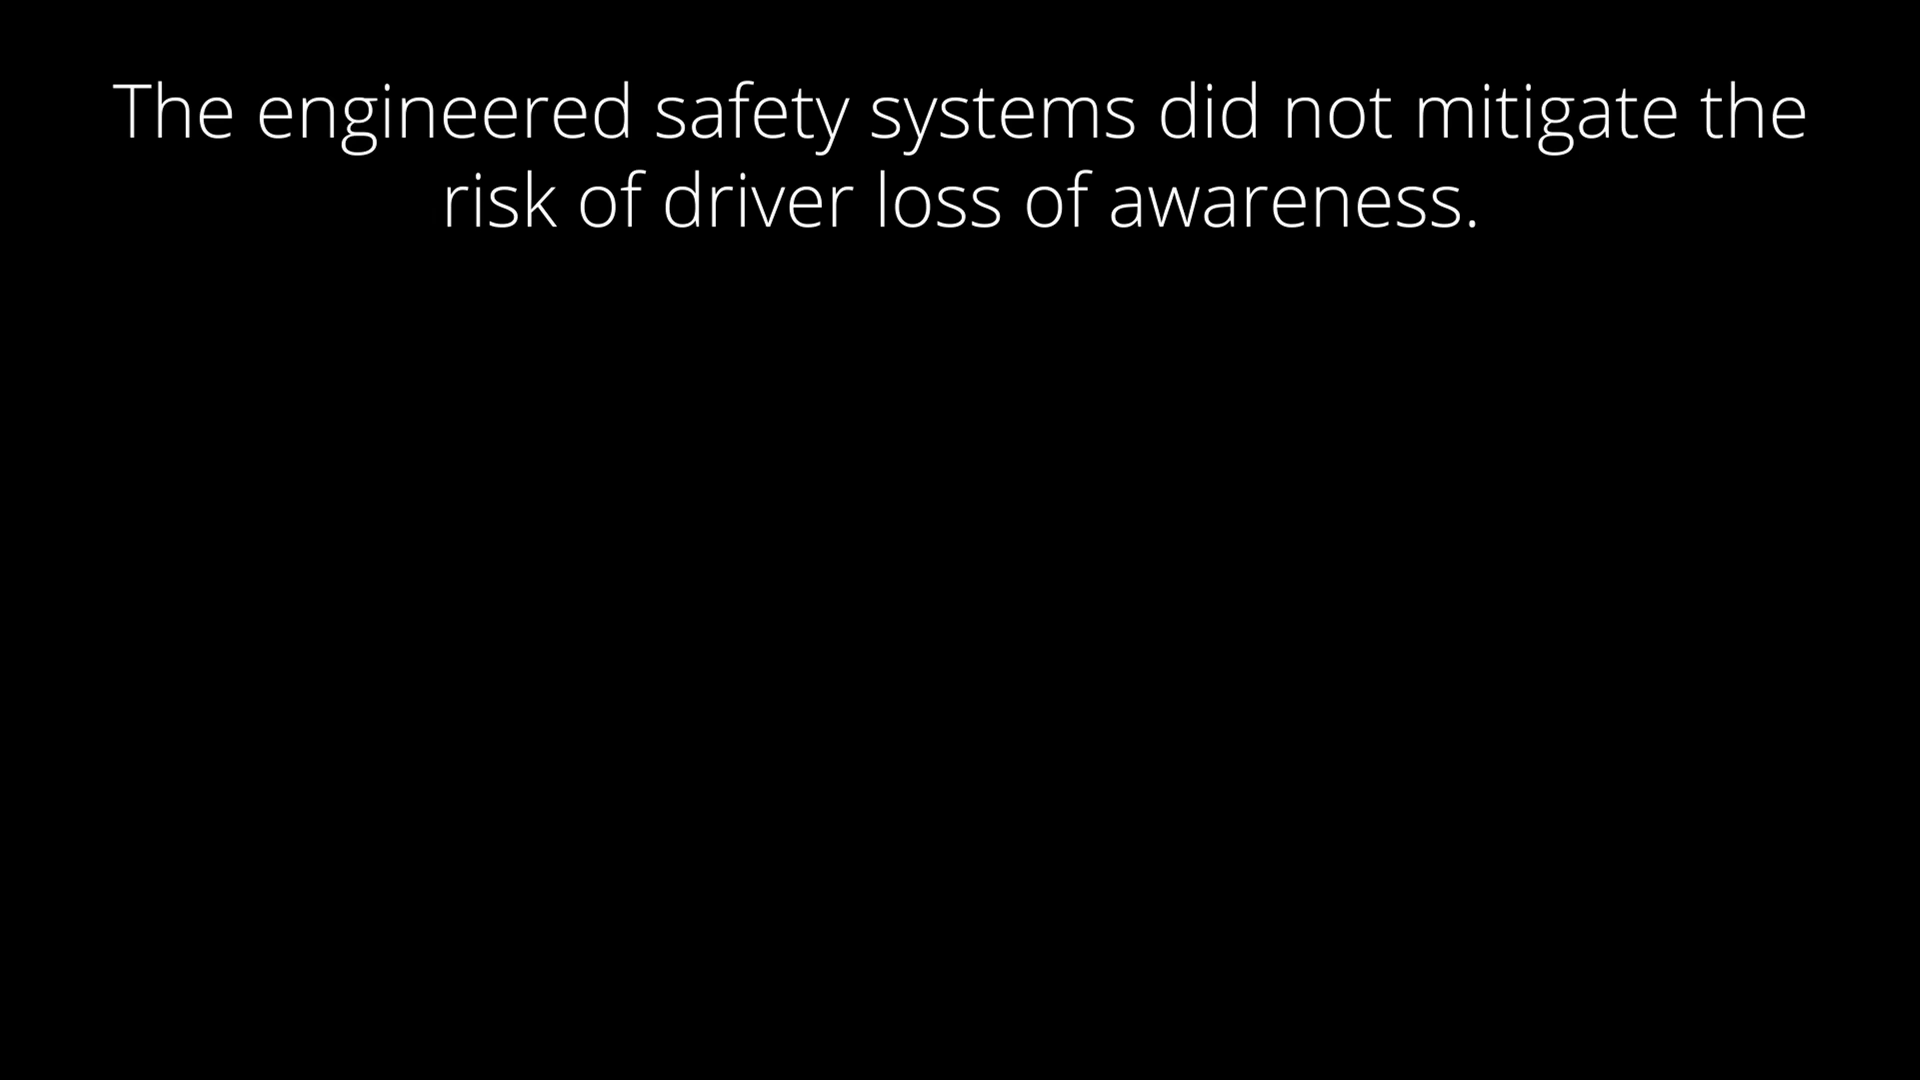 The engineered safety systems did not mitigate the
risk of driver loss of awareness.